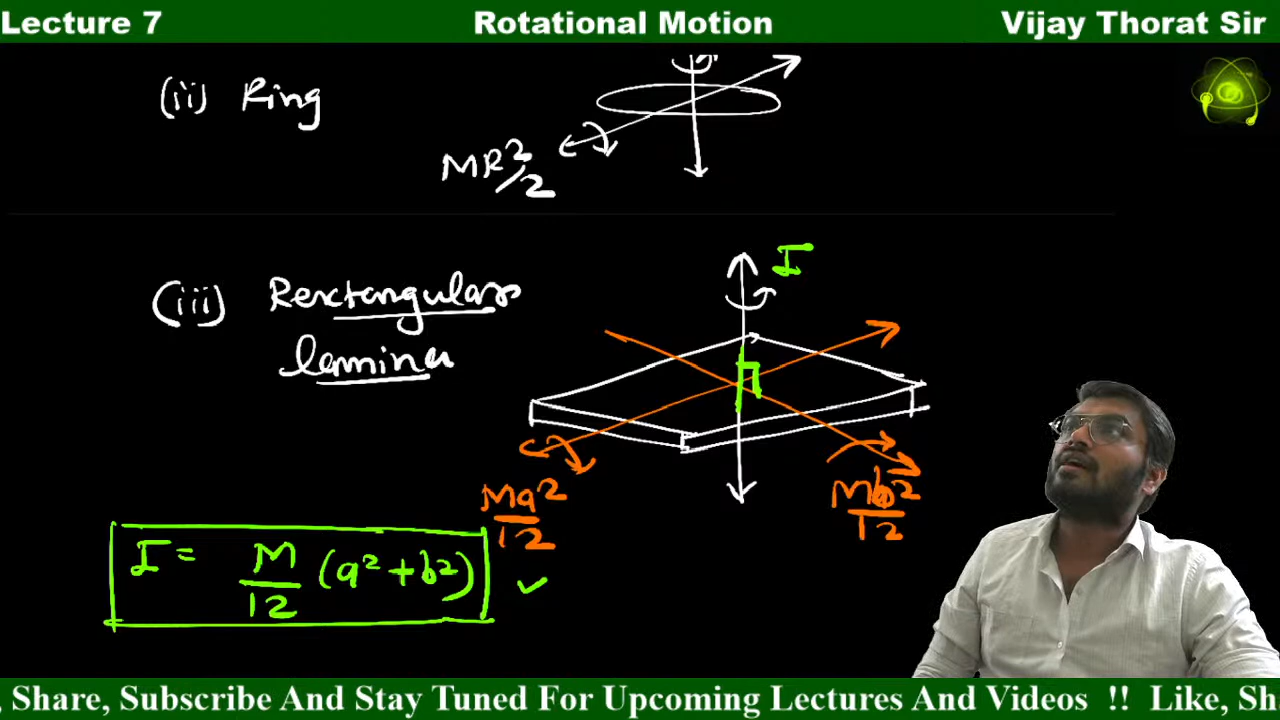 Lecture 7
Rotational Motion
Vijay Thorat Sir
(ii) Ring
MR²/2
(iii) Rectangular
lamina
I
Ma²/12
Mb²/12
I = M/12 (a² + b²) ✓
, Share, Subscribe And Stay Tuned For Upcoming Lectures And Videos !! Like, Sh